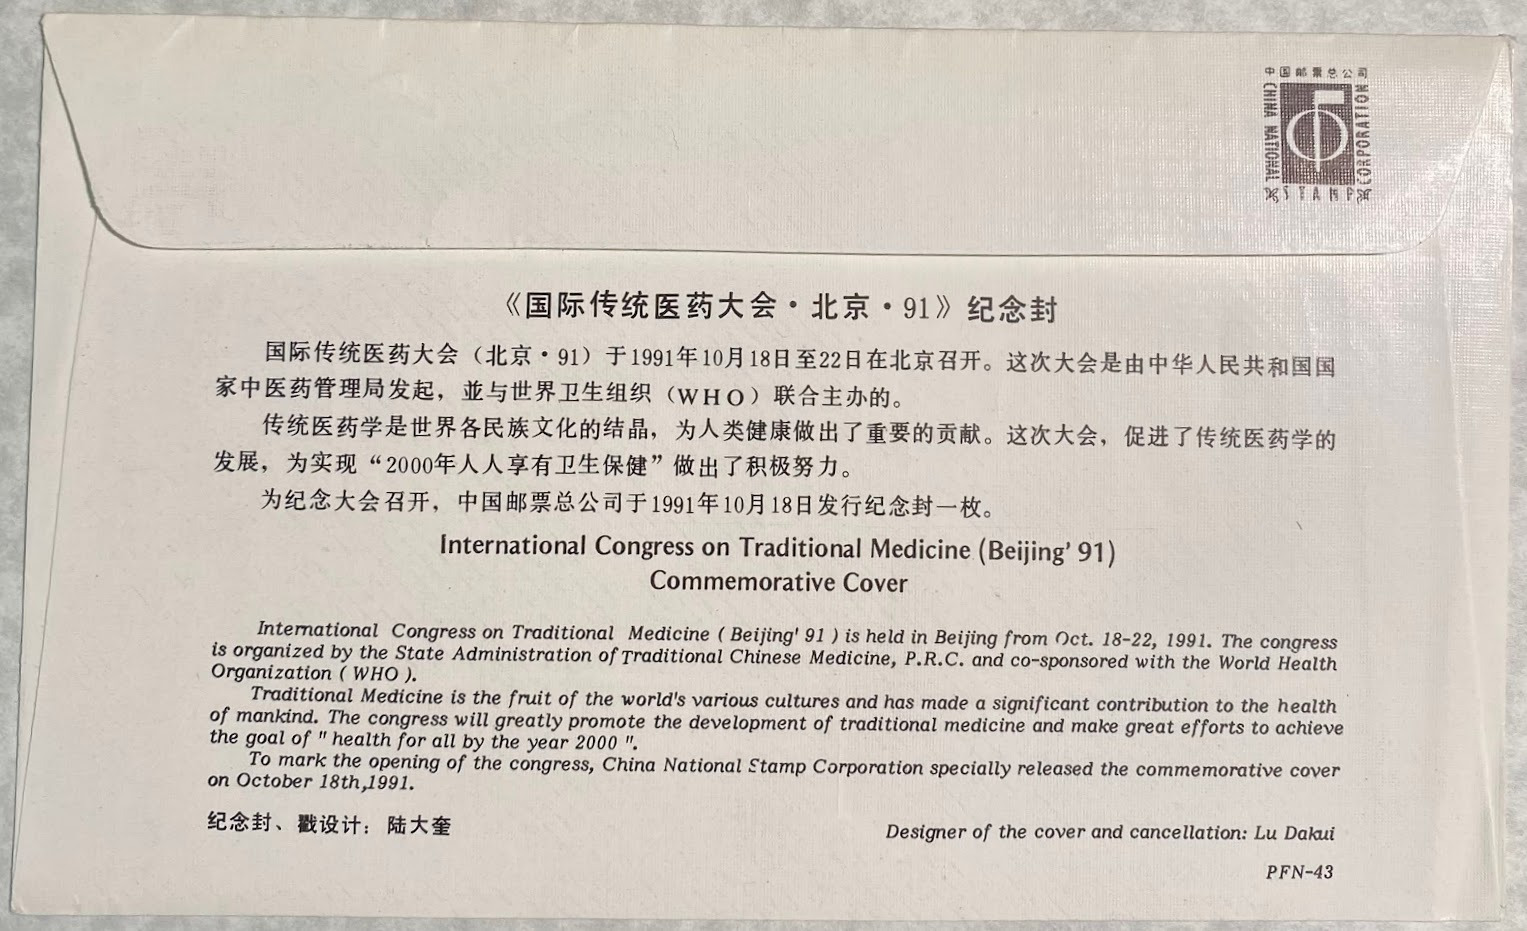 中国邮票总公司
CHINA NATIONAL
STAMP
CORPORATION
《国际传统医药大会·北京·91》纪念封
国际传统医药大会（北京·91）于1991年10月18日至22日在北京召开。这次大会是由中华人民共和国国
家中医药管理局发起，並与世界卫生组织（WHO）联合主办的。
传统医药学是世界各民族文化的结晶，为人类健康做出了重要的贡献。这次大会，促进了传统医药学的
发展，为实现“2000年人人享有卫生保健”做出了积极努力。
为纪念大会召开，中国邮票总公司于1991年10月18日发行纪念封一枚。
International Congress on Traditional Medicine (Beijing' 91)
Commemorative Cover
International Congress on Traditional Medicine ( Beijing' 91 ) is held in Beijing from Oct. 18-22, 1991. The congress
is organized by the State Administration of Traditional Chinese Medicine, P.R.C. and co-sponsored with the World Health
Organization ( WHO ).
Traditional Medicine is the fruit of the world's various cultures and has made a significant contribution to the health
of mankind. The congress will greatly promote the development of traditional medicine and make great efforts to achieve
the goal of " health for all by the year 2000 ".
To mark the opening of the congress, China National Stamp Corporation specially released the commemorative cover
on October 18th,1991.
纪念封、戳设计：陆大奎
Designer of the cover and cancellation: Lu Dakui
PFN-43